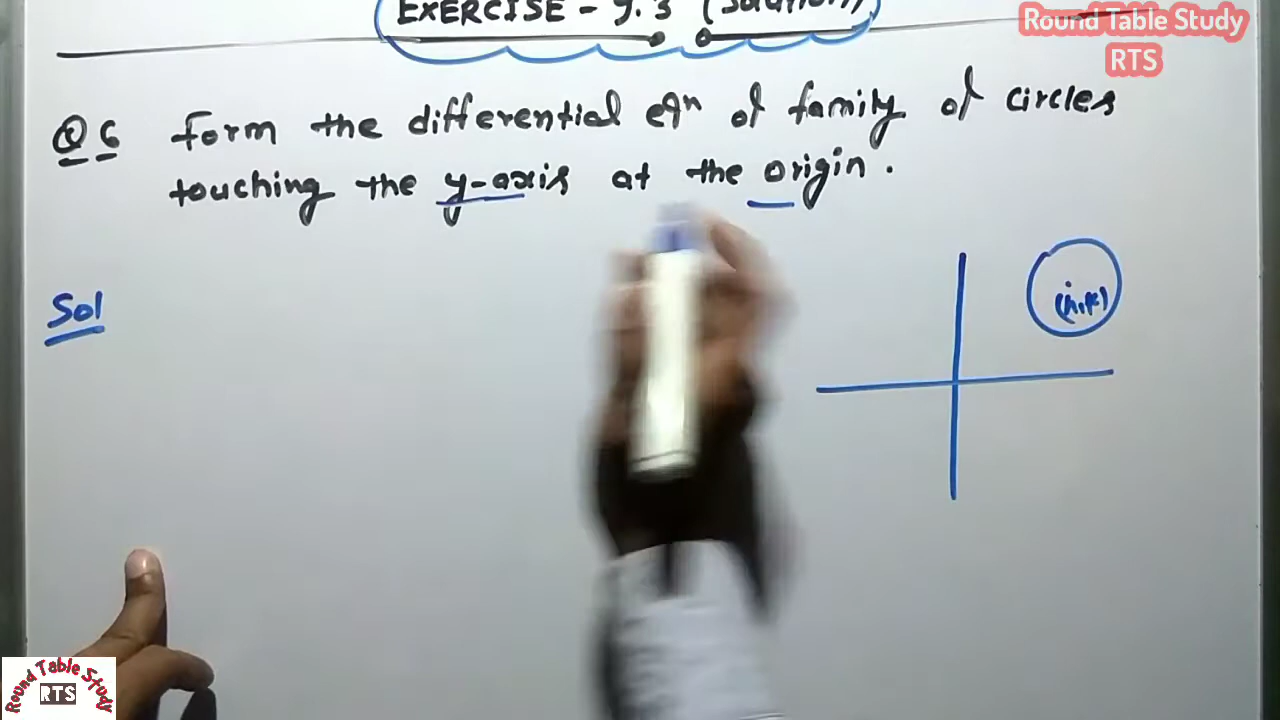 EXERCISE - 9.3 (Solution)
Round Table Study
RTS
Q 6 Form the differential eqn of family of circles
touching the y-axis at the origin.
Sol
(h,k)
Round Table Study
RTS